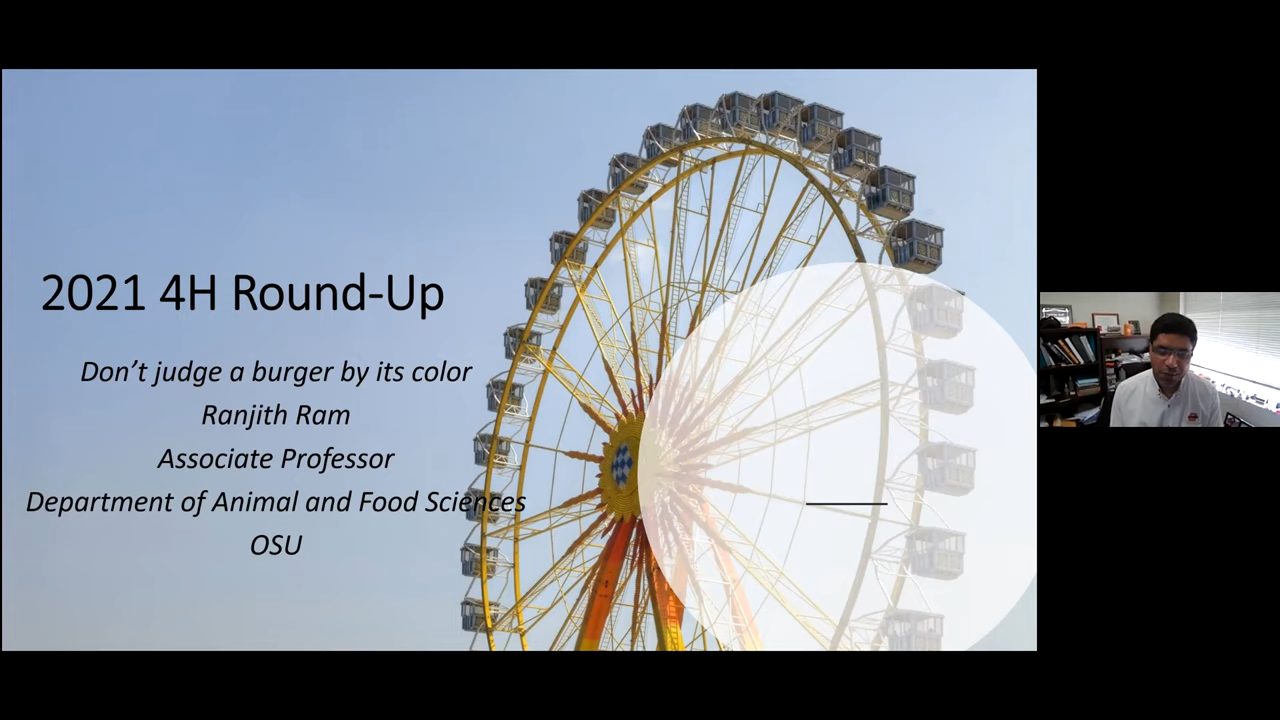 2021 4H Round-Up
Don’t judge a burger by its color
Ranjith Ram
Associate Professor
Department of Animal and Food Sciences
OSU